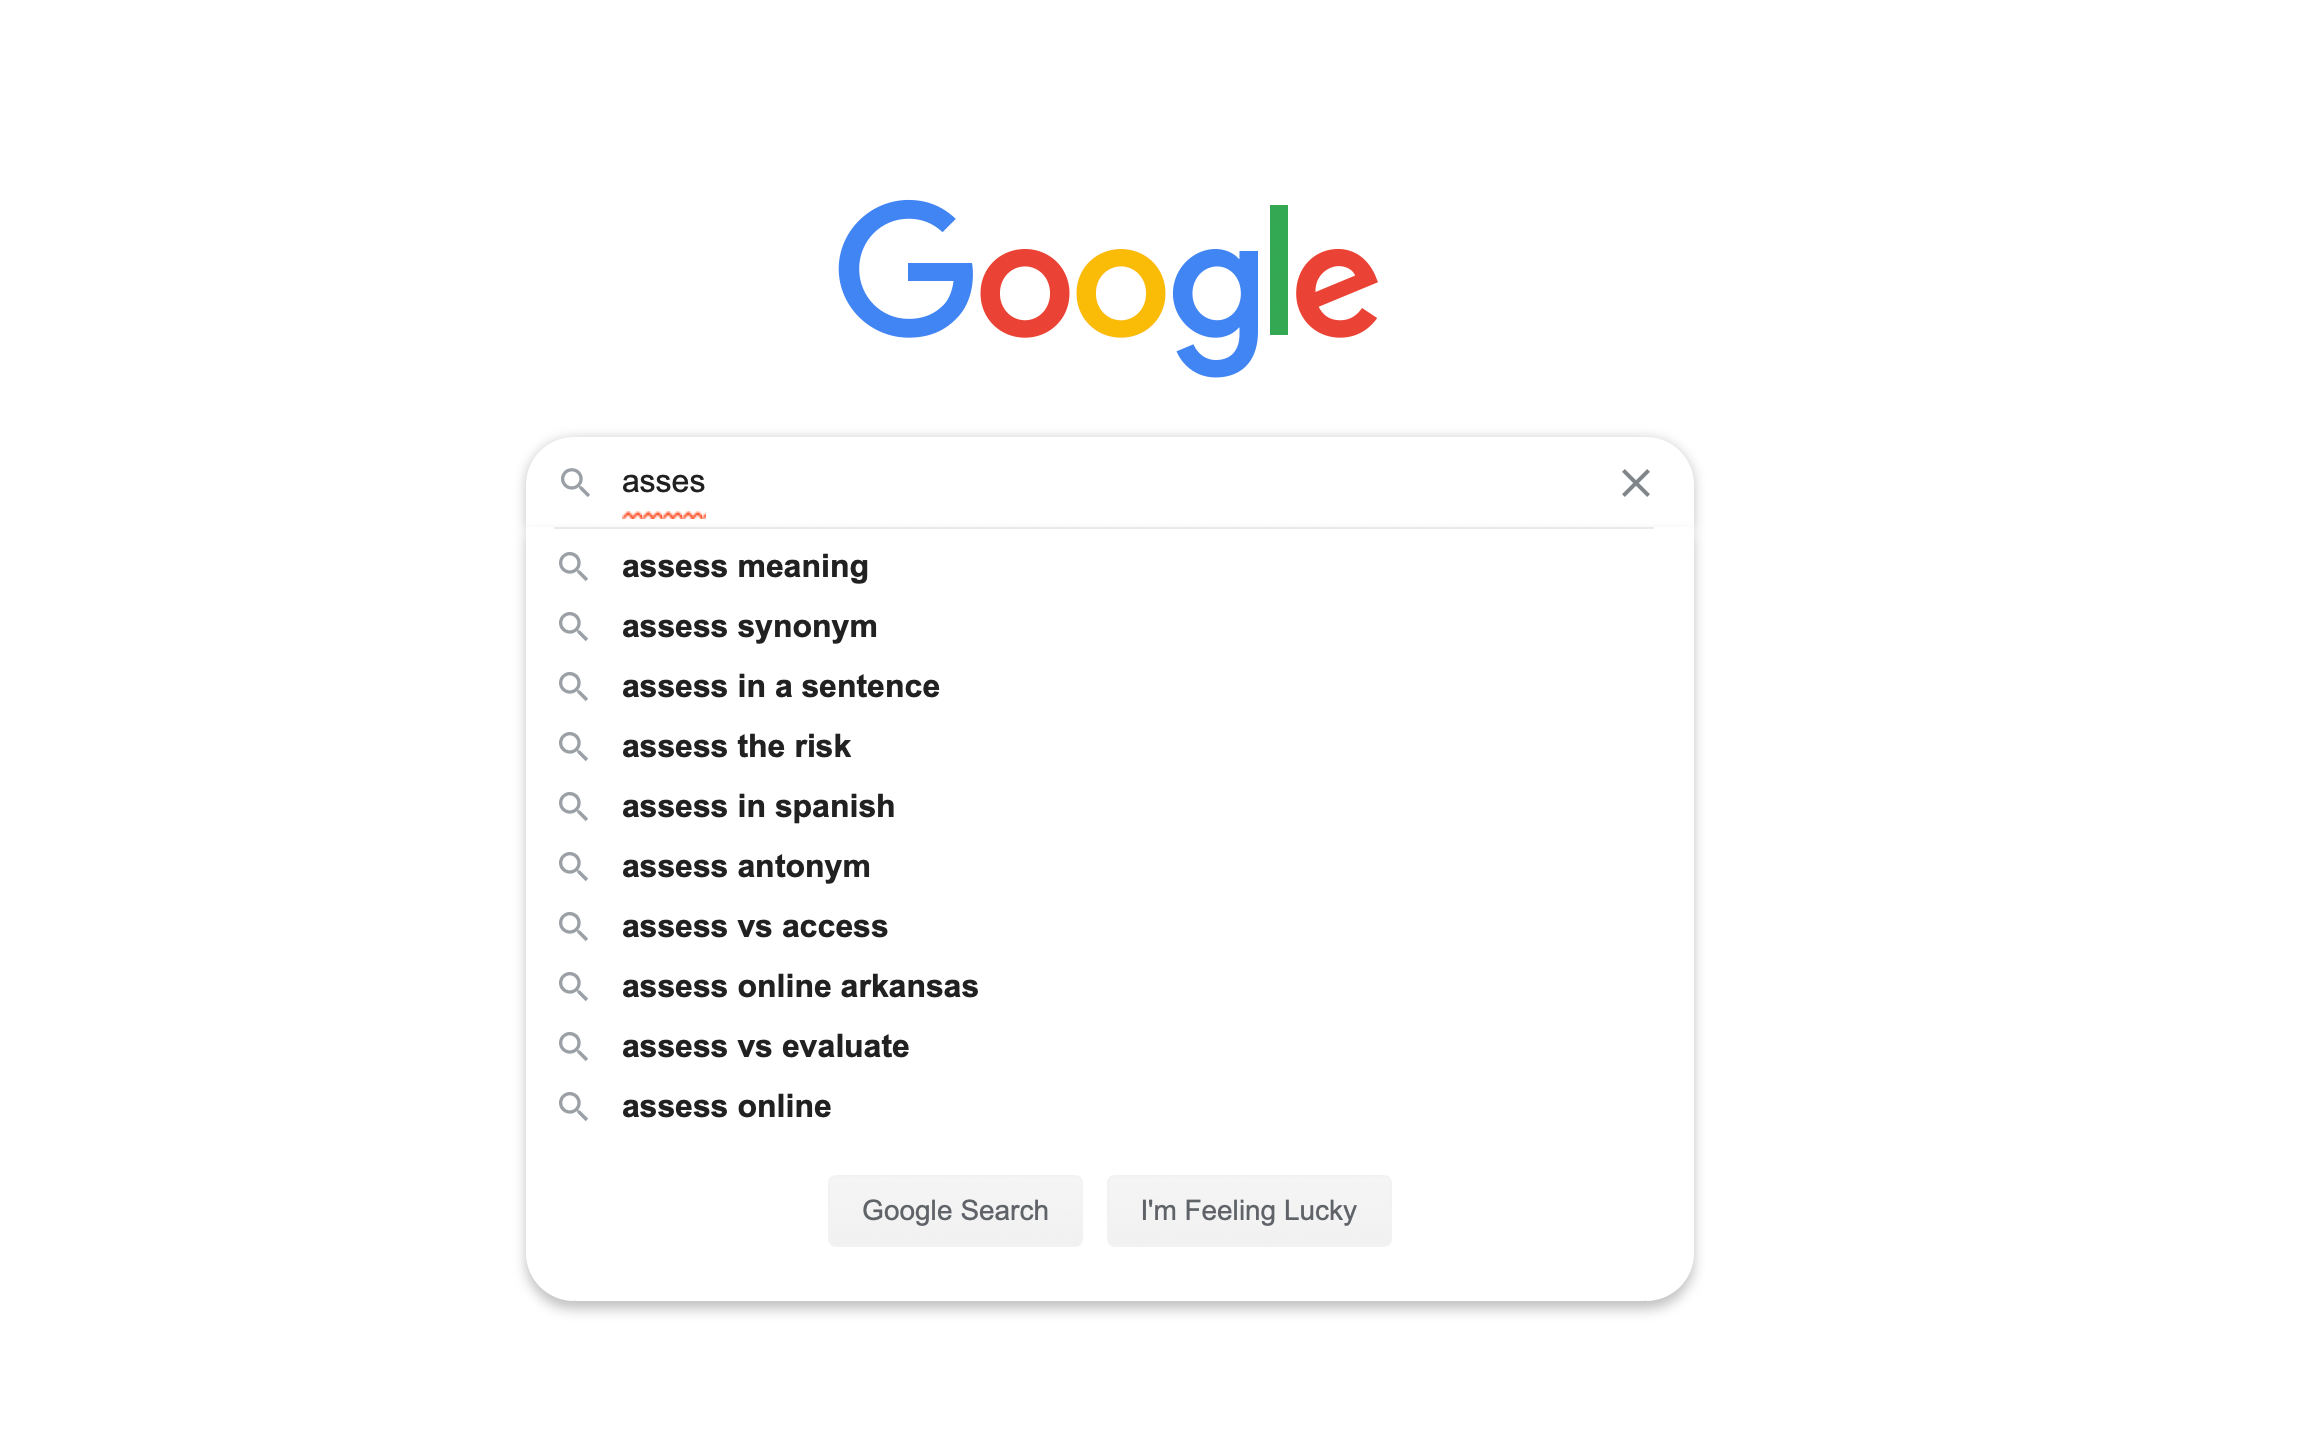 Google
asses
assess meaning
assess synonym
assess in a sentence
assess the risk
assess in spanish
assess antonym
assess vs access
assess online arkansas
assess vs evaluate
assess online
Google Search I'm Feeling Lucky